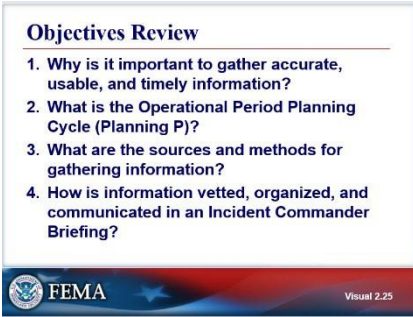 Objectives Review
1. Why is it important to gather accurate,
usable, and timely information?
2. What is the Operational Period Planning
Cycle (Planning P)?
3. What are the sources and methods for
gathering information?
4. How is information vetted, organized, and
communicated in an Incident Commander
Briefing?
FEMA
Visual 2.25